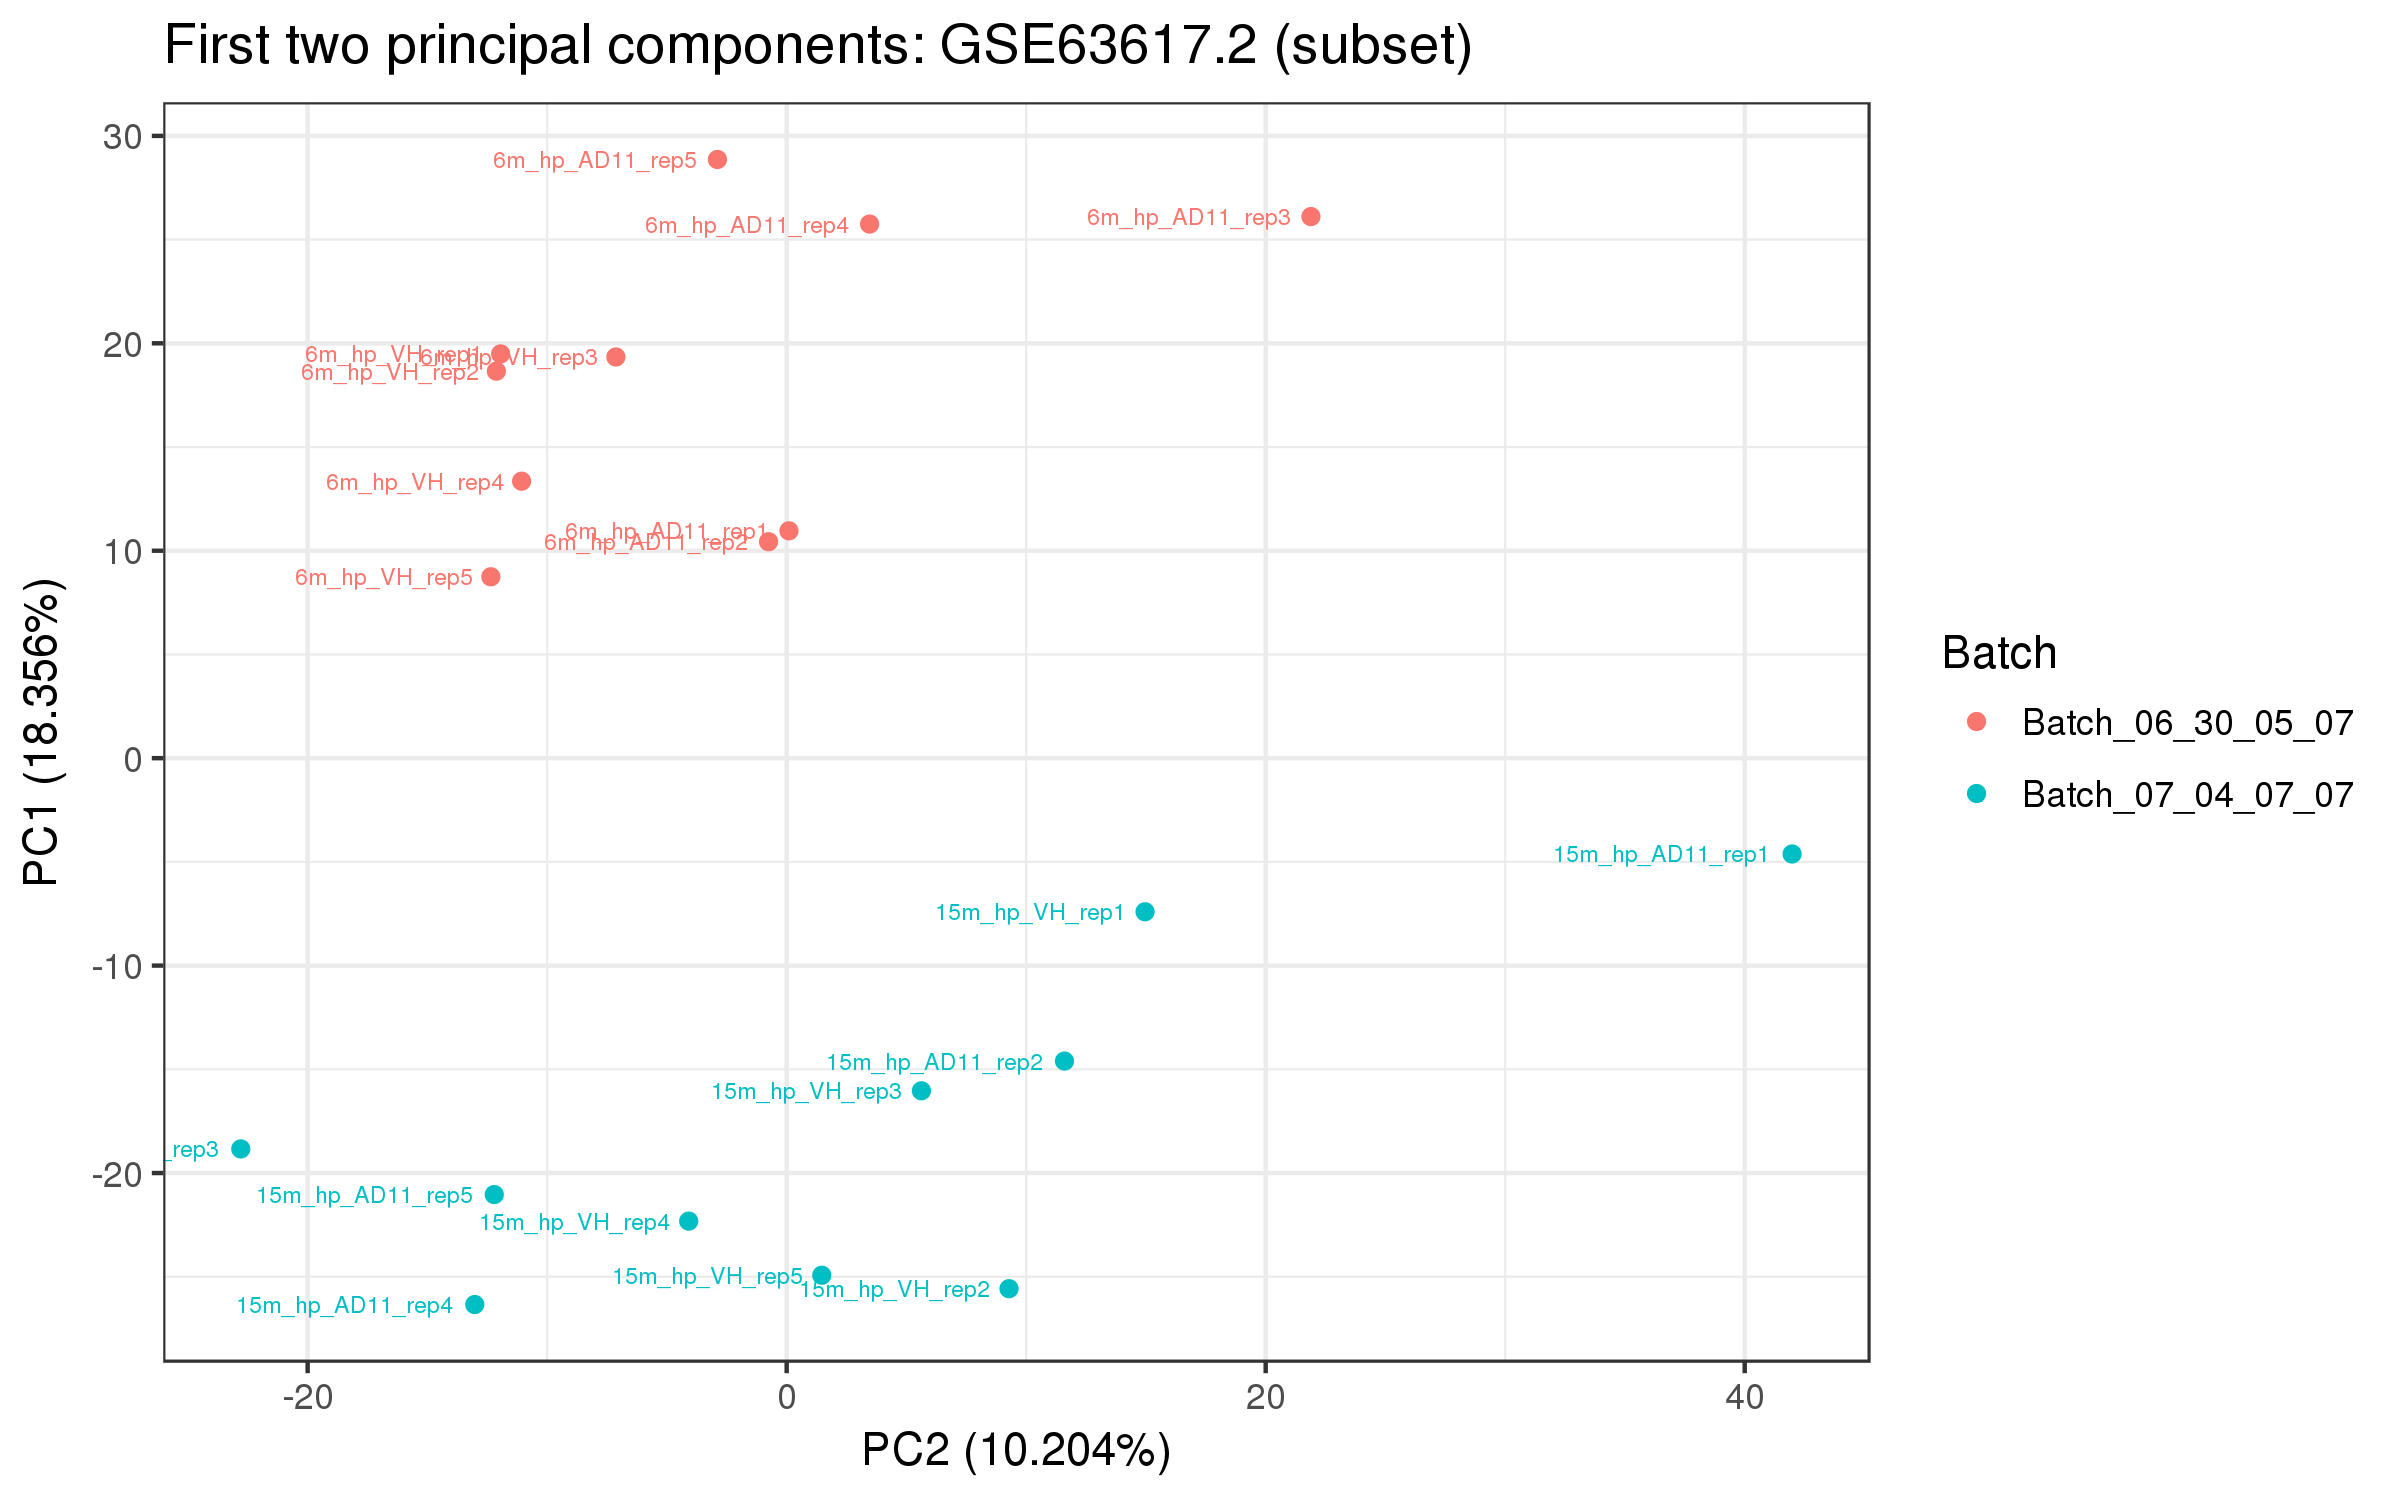 First two principal components: GSE63617.2 (subset)
30
20
10
0
-10
-20
PC1 (18.356%)
6m_hp_AD11_rep5
6m_hp_AD11_rep4
6m_hp_AD11_rep3
6m_hp_VH_rep1
6m_hp_VH_rep3
6m_hp_VH_rep2
6m_hp_VH_rep4
6m_hp_AD11_rep1
6m_hp_AD11_rep2
6m_hp_VH_rep5
15m_hp_AD11_rep1
15m_hp_VH_rep1
15m_hp_AD11_rep2
15m_hp_VH_rep3
_rep3
15m_hp_AD11_rep5
15m_hp_VH_rep4
15m_hp_VH_rep5
15m_hp_VH_rep2
15m_hp_AD11_rep4
-20
0
20
40
PC2 (10.204%)
Batch
Batch_06_30_05_07
Batch_07_04_07_07